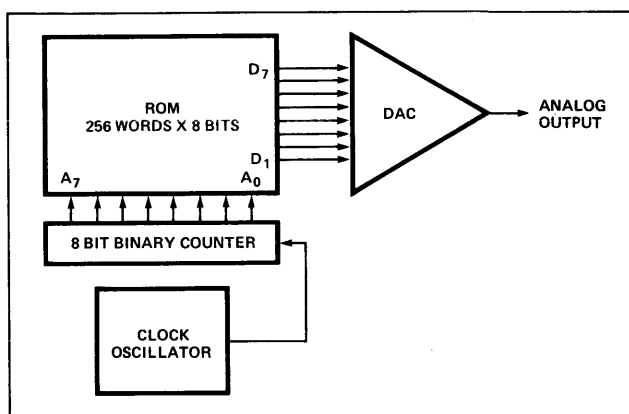 D7
ROM
256 WORDS X 8 BITS
DAC
ANALOG
OUTPUT
D1
A7
A0
8 BIT BINARY COUNTER
CLOCK
OSCILLATOR